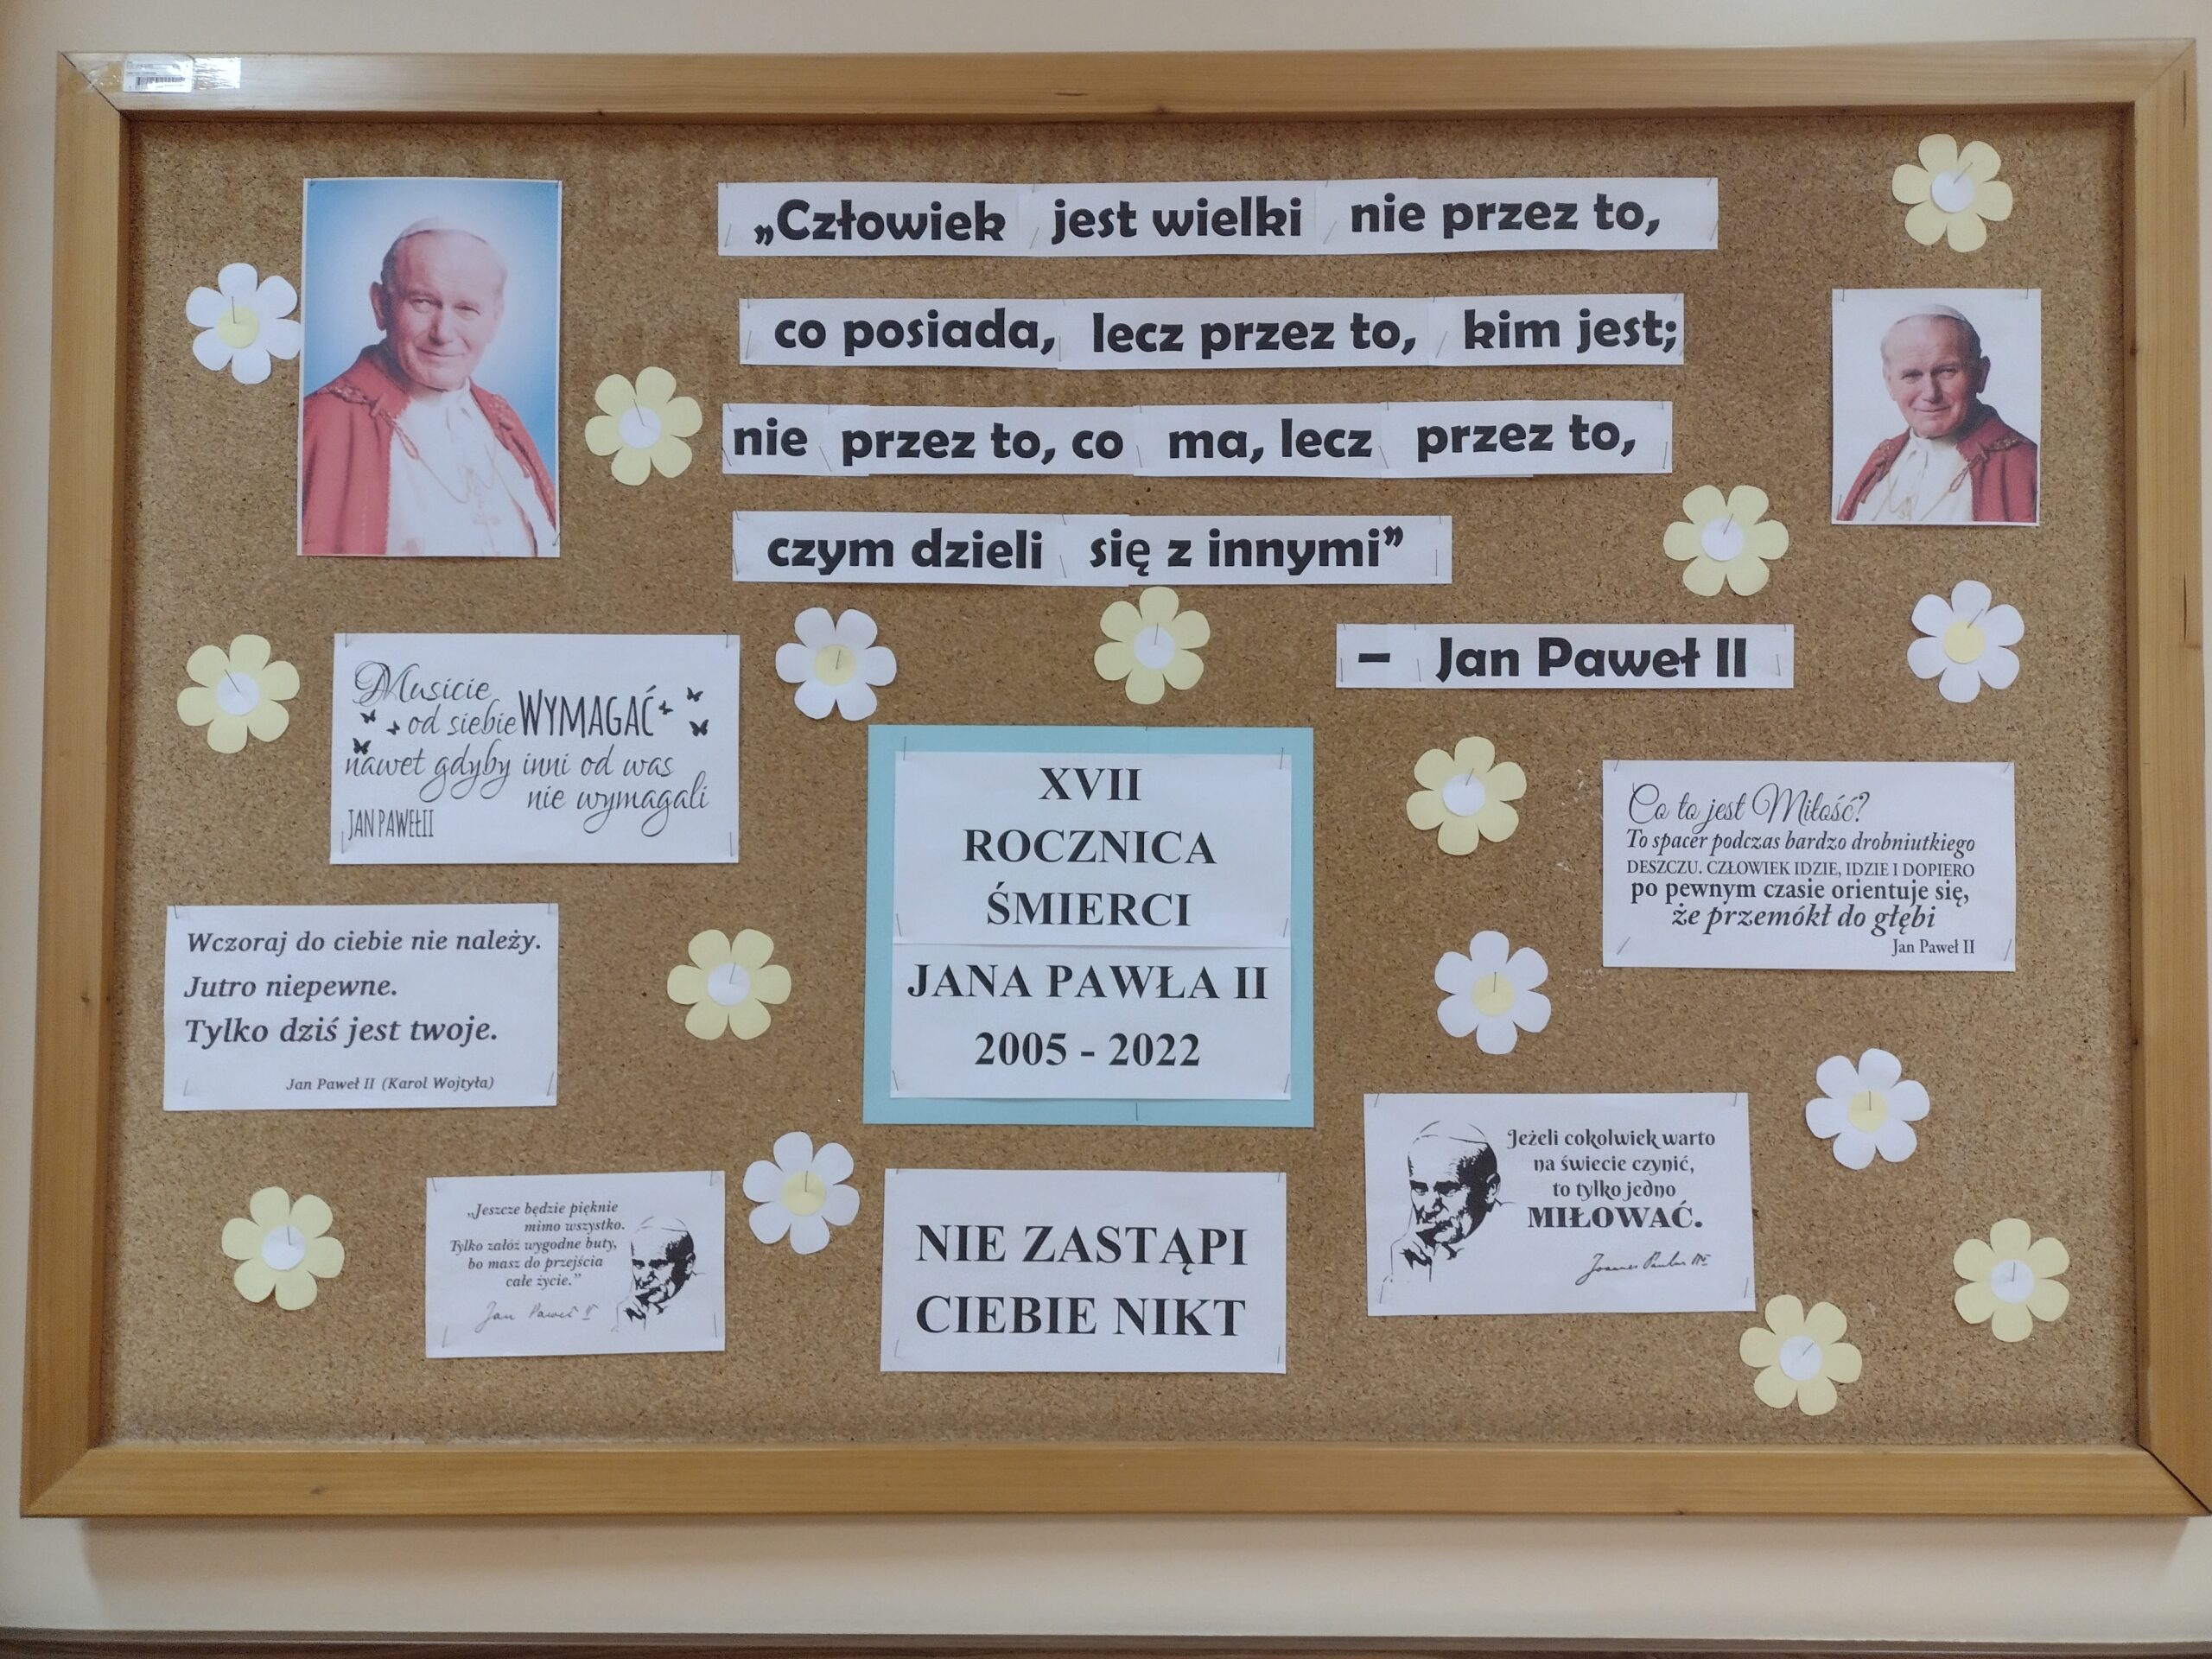 „Człowiek jest wielki nie przez to,
co posiada, lecz przez to, kim jest;
nie przez to, co ma, lecz przez to,
czym dzieli się z innymi”
– Jan Paweł II
Musicie
od siebie WYMAGAĆ
nawet gdyby inni od was
nie wymagali
JAN PAWEŁ II
XVII
ROCZNICA
ŚMIERCI
JANA PAWŁA II
2005 - 2022
Co to jest Miłość?
To spacer podczas bardzo drobniutkiego
DESZCZU. CZŁOWIEK IDZIE, IDZIE I DOPIERO
po pewnym czasie orientuje się,
że przemókł do głębi
Jan Paweł II
Wczoraj do ciebie nie należy.
Jutro niepewne.
Tylko dziś jest twoje.
Jan Paweł II (Karol Wojtyła)
„Jeszcze będzie pięknie
mimo wszystko.
Tylko załóż wygodne buty,
bo masz do przejścia
całe życie.”
Jan Paweł II
NIE ZASTĄPI
CIEBIE NIKT
Jeżeli cokolwiek warto
na świecie czynić,
to tylko jedno
MIŁOWAĆ.
Joannes Paulus II